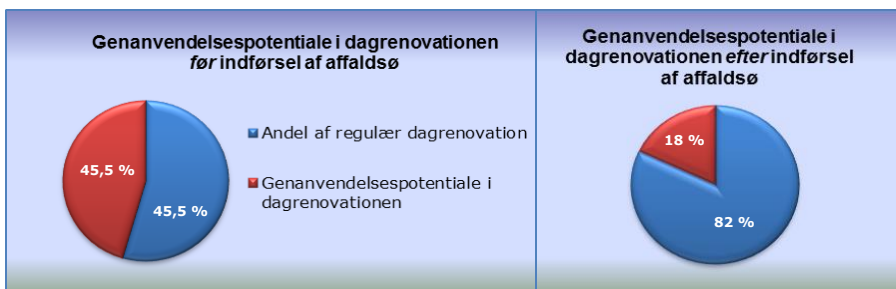 Genanvendelsespotentiale i dagrenovationen
før indførsel af affaldsø
45,5 %
45,5 %
Andel af regulær dagrenovation
Genanvendelsespotentiale i
dagrenovationen
Genanvendelsespotentiale i
dagrenovationen efter indførsel
af affaldsø
18 %
82 %